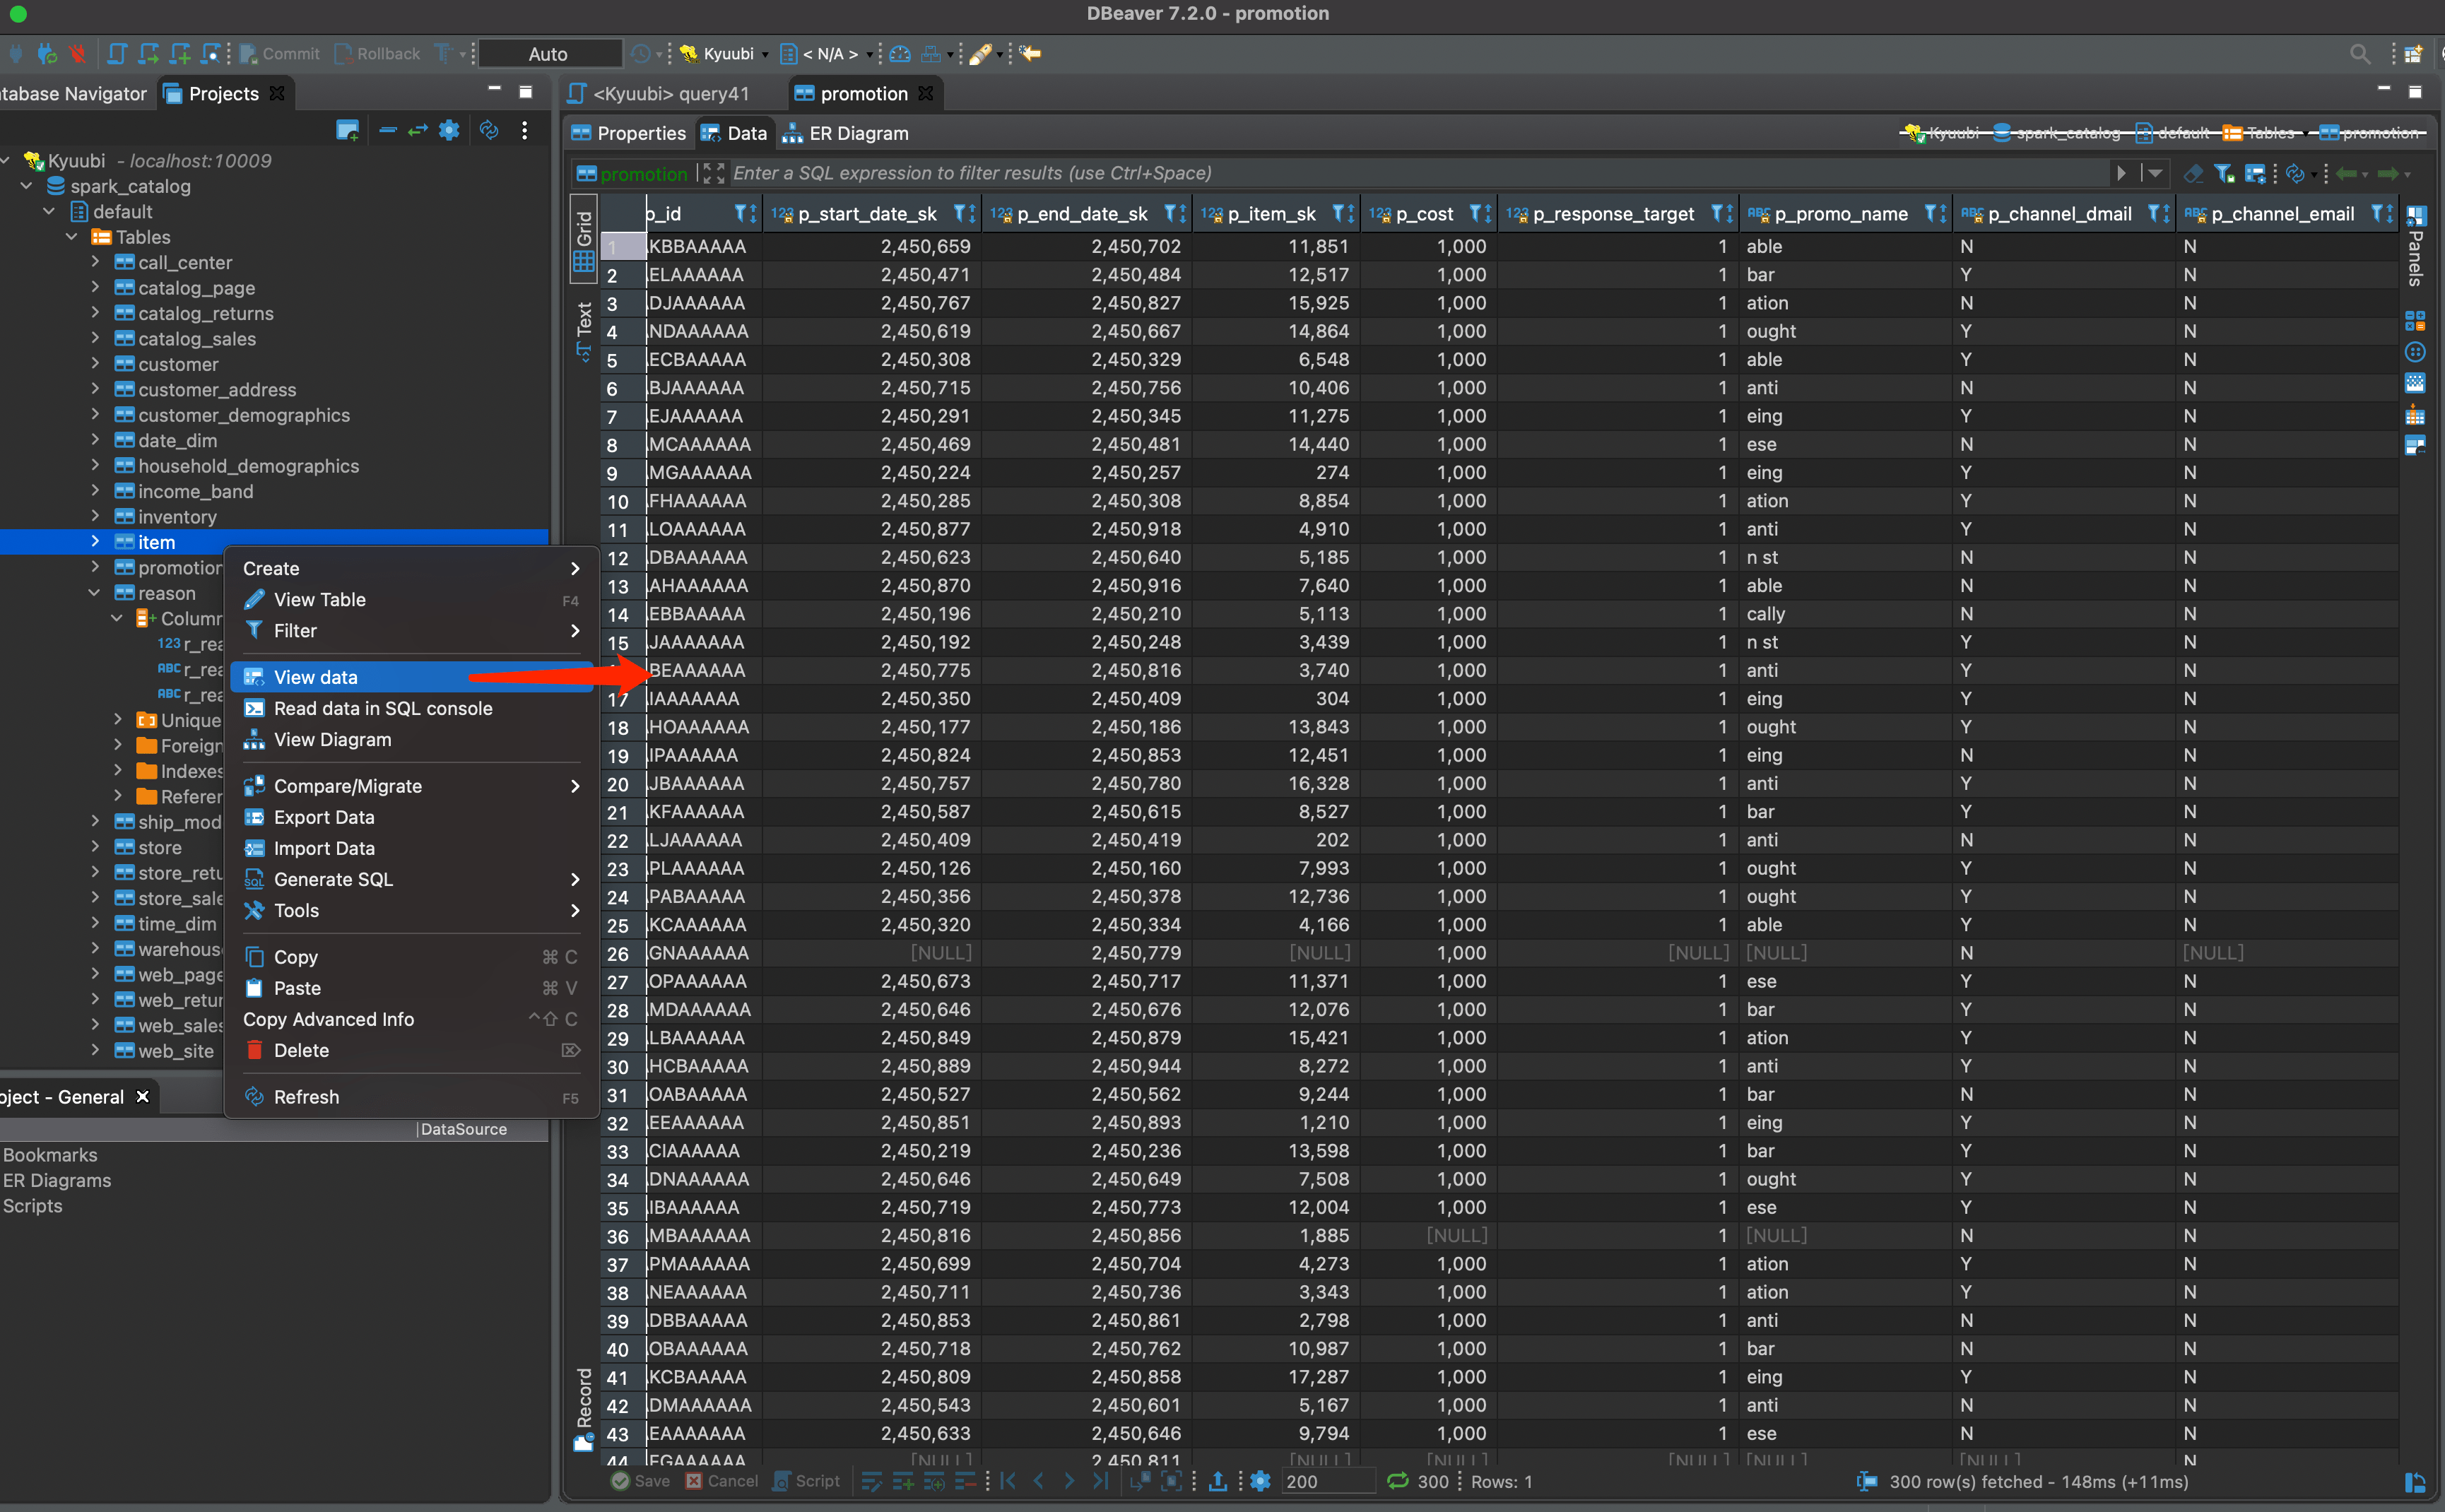 DBeaver 7.2.0 - promotion
Commit Rollback Auto Kyuubi < N/A >
tabase Navigator Projects
<Kyuubi> query41 promotion
Properties Data ER Diagram
Kyuubi spark_catalog default Tables promotion
promotion Enter a SQL expression to filter results (use Ctrl+Space)
Kyuubi - localhost:10009
spark_catalog
default
Tables
call_center
catalog_page
catalog_returns
catalog_sales
customer
customer_address
customer_demographics
date_dim
household_demographics
income_band
inventory
item
promotion
reason
Column
123 r_rea
ABC r_rea
ABC r_rea
Unique
Foreign
Indexes
Referen
ship_mod
store
store_retu
store_sale
time_dim
warehous
web_page
web_retur
web_sales
web_site
Create
View Table F4
Filter
View data
Read data in SQL console
View Diagram
Compare/Migrate
Export Data
Import Data
Generate SQL
Tools
Copy ⌘ C
Paste ⌘ V
Copy Advanced Info ^⇧ C
Delete ⌦
Refresh F5
oject - General
DataSource
Bookmarks
ER Diagrams
Scripts
Grid
Text
Record
Panels
p_id 123 p_start_date_sk 123 p_end_date_sk 123 p_item_sk 123 p_cost 123 p_response_target ABC p_promo_name ABC p_channel_dmail ABC p_channel_email
1 KBBAAAAA 2,450,659 2,450,702 11,851 1,000 1 able N N
2 ELAAAAAA 2,450,471 2,450,484 12,517 1,000 1 bar Y N
3 DJAAAAAA 2,450,767 2,450,827 15,925 1,000 1 ation N N
4 NDAAAAAA 2,450,619 2,450,667 14,864 1,000 1 ought Y N
5 ECBAAAAA 2,450,308 2,450,329 6,548 1,000 1 able Y N
6 BJAAAAAA 2,450,715 2,450,756 10,406 1,000 1 anti N N
7 EJAAAAAA 2,450,291 2,450,345 11,275 1,000 1 eing Y N
8 MCAAAAAA 2,450,469 2,450,481 14,440 1,000 1 ese N N
9 MGAAAAAA 2,450,224 2,450,257 274 1,000 1 eing Y N
10 FHAAAAAA 2,450,285 2,450,308 8,854 1,000 1 ation Y N
11 LOAAAAAA 2,450,877 2,450,918 4,910 1,000 1 anti Y N
12 DBAAAAAA 2,450,623 2,450,640 5,185 1,000 1 n st N N
13 AHAAAAAA 2,450,870 2,450,916 7,640 1,000 1 able N N
14 EBBAAAAA 2,450,196 2,450,210 5,113 1,000 1 cally N N
15 JAAAAAAA 2,450,192 2,450,248 3,439 1,000 1 n st Y N
BEAAAAAA 2,450,775 2,450,816 3,740 1,000 1 anti Y N
17 IAAAAAAA 2,450,350 2,450,409 304 1,000 1 eing Y N
18 HOAAAAAA 2,450,177 2,450,186 13,843 1,000 1 ought Y N
19 IPAAAAAA 2,450,824 2,450,853 12,451 1,000 1 eing N N
20 JBAAAAAA 2,450,757 2,450,780 16,328 1,000 1 anti Y N
21 KFAAAAAA 2,450,587 2,450,615 8,527 1,000 1 bar Y N
22 LJAAAAAA 2,450,409 2,450,419 202 1,000 1 anti N N
23 PLAAAAAA 2,450,126 2,450,160 7,993 1,000 1 ought Y N
24 PABAAAAA 2,450,356 2,450,378 12,736 1,000 1 ought Y N
25 KCAAAAAA 2,450,320 2,450,334 4,166 1,000 1 able Y N
26 GNAAAAAA [NULL] 2,450,779 [NULL] 1,000 [NULL] [NULL] N [NULL]
27 OPAAAAAA 2,450,673 2,450,717 11,371 1,000 1 ese Y N
28 MDAAAAAA 2,450,646 2,450,676 12,076 1,000 1 bar Y N
29 LBAAAAAA 2,450,849 2,450,879 15,421 1,000 1 ation Y N
30 HCBAAAAA 2,450,889 2,450,944 8,272 1,000 1 anti Y N
31 OABAAAAA 2,450,527 2,450,562 9,244 1,000 1 bar N N
32 EEAAAAAA 2,450,851 2,450,893 1,210 1,000 1 eing Y N
33 CIAAAAAA 2,450,219 2,450,236 13,598 1,000 1 bar Y N
34 DNAAAAAA 2,450,646 2,450,649 7,508 1,000 1 ought Y N
35 IBAAAAAA 2,450,719 2,450,773 12,004 1,000 1 ese Y N
36 MBAAAAAA 2,450,816 2,450,856 1,885 [NULL] 1 [NULL] N N
37 PMAAAAAA 2,450,699 2,450,704 4,273 1,000 1 ation Y N
38 NEAAAAAA 2,450,711 2,450,736 3,343 1,000 1 ation Y N
39 DBBAAAAA 2,450,853 2,450,861 2,798 1,000 1 anti N N
40 OBAAAAAA 2,450,718 2,450,762 10,987 1,000 1 bar N N
41 KCBAAAAA 2,450,809 2,450,858 17,287 1,000 1 eing Y N
42 DMAAAAAA 2,450,543 2,450,601 5,167 1,000 1 anti N N
43 EAAAAAAA 2,450,633 2,450,646 9,794 1,000 1 ese N N
44 EGAAAAAA [NULL] 2,450,811 [NULL] [NULL] [NULL] [NULL] [NULL] N
Save Cancel Script 200 300 Rows: 1 300 row(s) fetched - 148ms (+11ms)